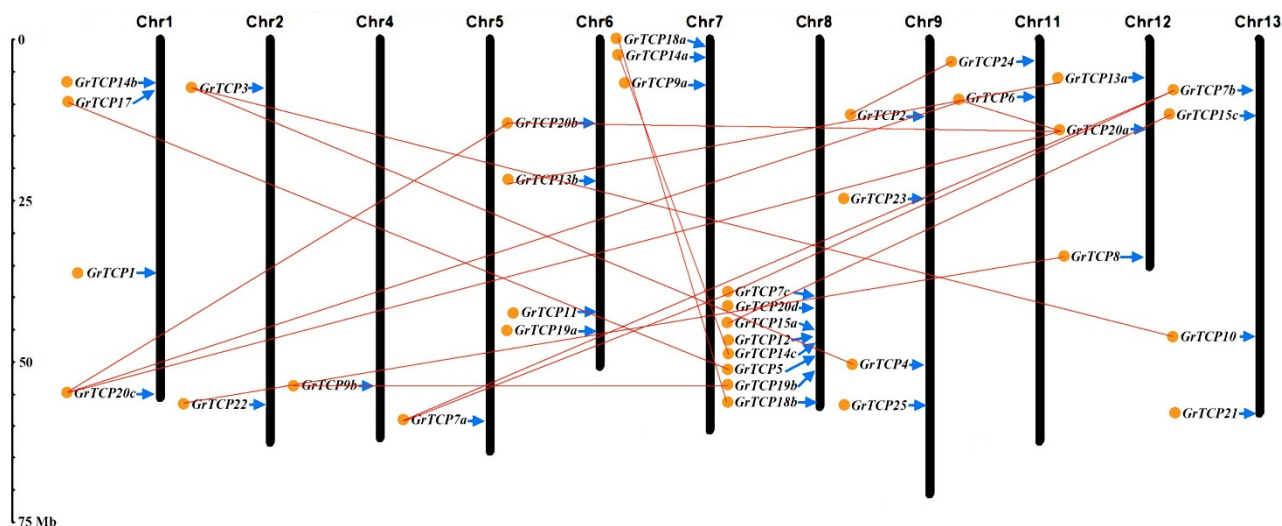 Chr1 Chr2 Chr4 Chr5 Chr6 Chr7 Chr8 Chr9 Chr11 Chr12 Chr13
0
GrTCP18a
GrTCP14a
GrTCP24
GrTCP14b
GrTCP3
GrTCP9a
GrTCP13a
GrTCP17
GrTCP6
GrTCP7b
GrTCP2
GrTCP15c
GrTCP20b
GrTCP20a
GrTCP13b
25
GrTCP23
GrTCP1
GrTCP8
GrTCP7c
GrTCP11
GrTCP20d
GrTCP19a
GrTCP15a
GrTCP12
GrTCP10
GrTCP14c
50
GrTCP5
GrTCP4
GrTCP20c
GrTCP9b
GrTCP19b
GrTCP22
GrTCP18b
GrTCP25
GrTCP7a
GrTCP21
75 Mb